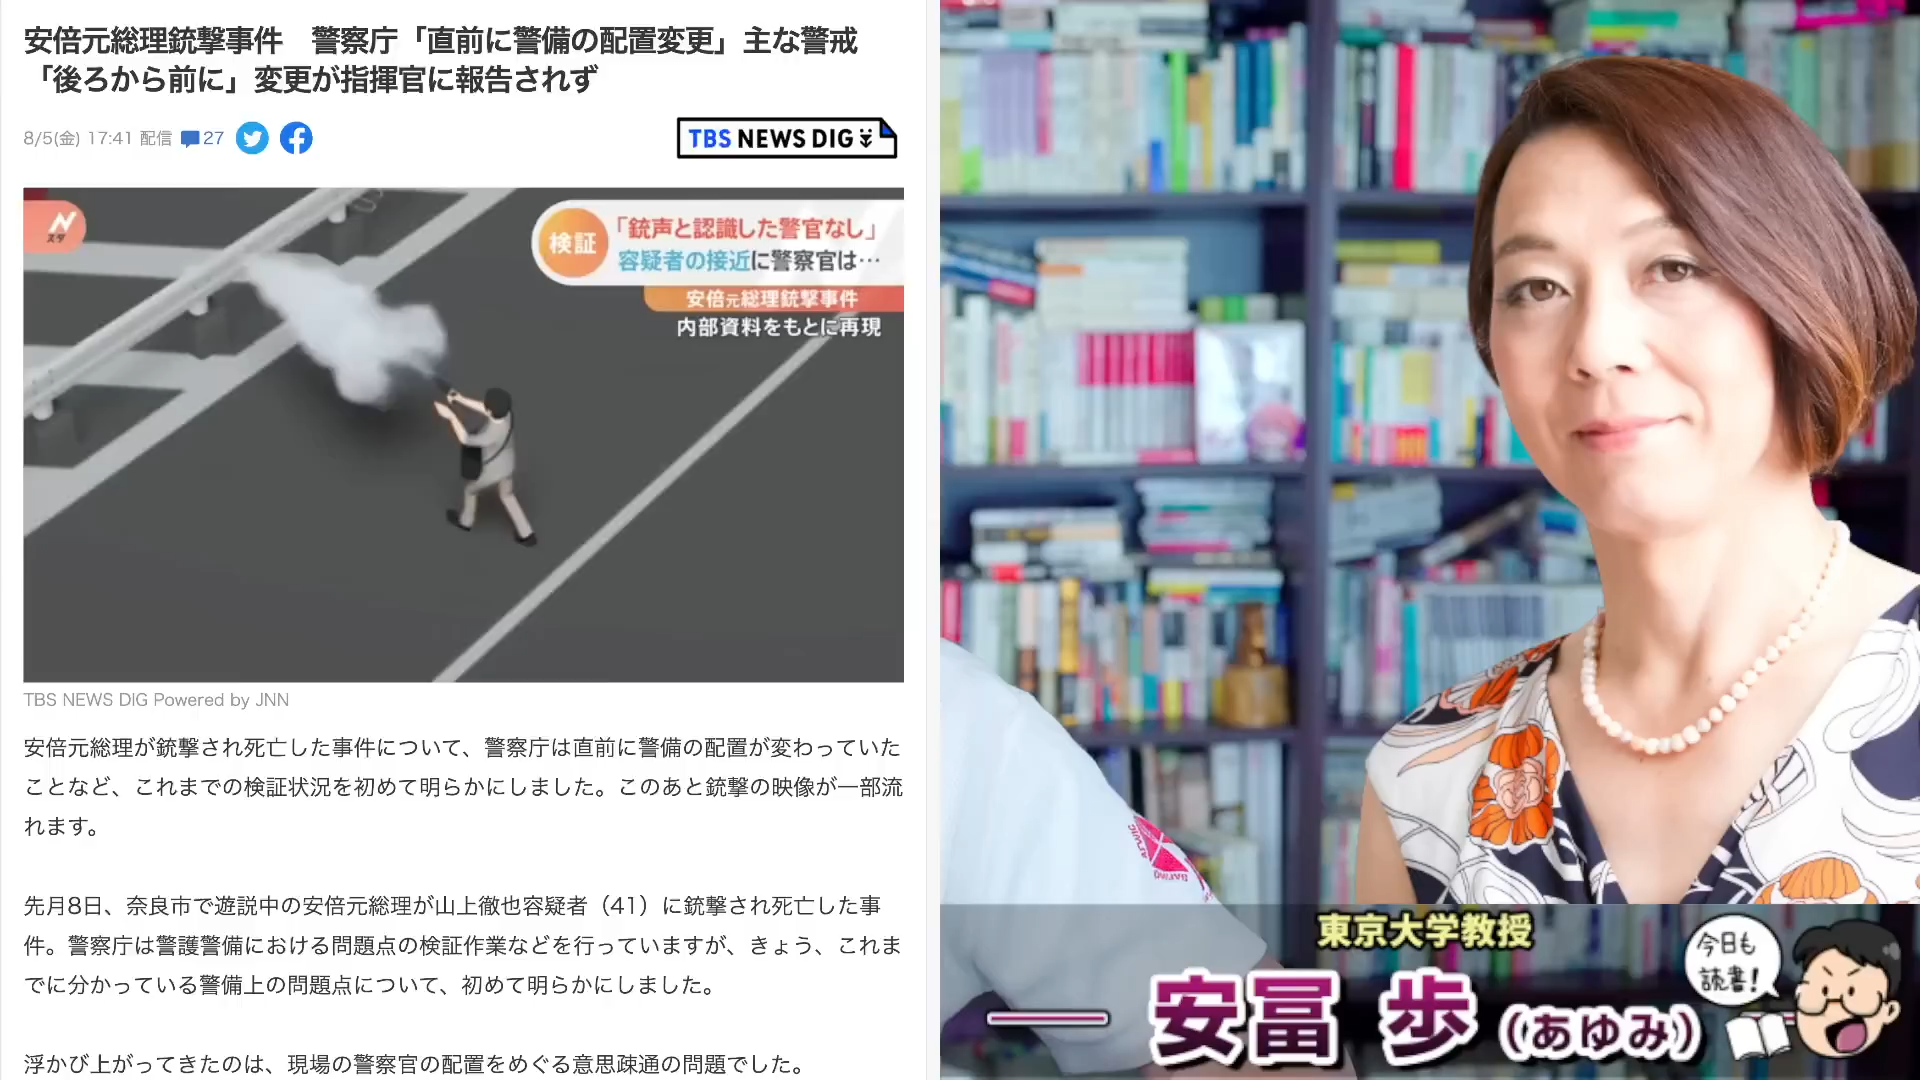 安倍元総理銃撃事件　警察庁「直前に警備の配置変更」主な警戒
「後ろから前に」変更が指揮官に報告されず
8/5(金) 17:41 配信 27
TBS NEWS DIG
Nスタ
検証
「銃声と認識した警官なし」
容疑者の接近に警察官は…
安倍元総理銃撃事件
内部資料をもとに再現
TBS NEWS DIG Powered by JNN
安倍元総理が銃撃され死亡した事件について、警察庁は直前に警備の配置が変わっていた
ことなど、これまでの検証状況を初めて明らかにしました。このあと銃撃の映像が一部流
れます。
先月8日、奈良市で遊説中の安倍元総理が山上徹也容疑者（41）に銃撃され死亡した事
件。警察庁は警護警備における問題点の検証作業などを行っていますが、きょう、これま
でに分かっている警備上の問題点について、初めて明らかにしました。
浮かび上がってきたのは、現場の警察官の配置をめぐる意思疎通の問題でした。
東京大学教授
安冨 歩 （あゆみ）
今日も
読書！